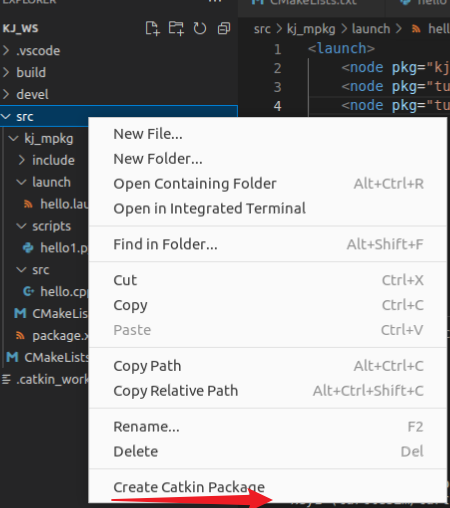 EXPLORER
CMakeLists.txt
hello
KJ_WS
src > kj_mpkg > launch >
.vscode
build
devel
src
kj_mpkg
include
launch
hello.lau
scripts
hello1.p
src
hello.cpp
CMakeLists
package.x
CMakeLists
.catkin_work
1 <launch>
2 <node pkg="kj
3 <node pkg="tu
4 <node pkg="tu
New File...
New Folder...
Open Containing Folder Alt+Ctrl+R
Open in Integrated Terminal
Find in Folder... Alt+Shift+F
Cut Ctrl+X
Copy Ctrl+C
Paste Ctrl+V
Copy Path Alt+Ctrl+C
Copy Relative Path Alt+Ctrl+Shift+C
Rename... F2
Delete Del
Create Catkin Package